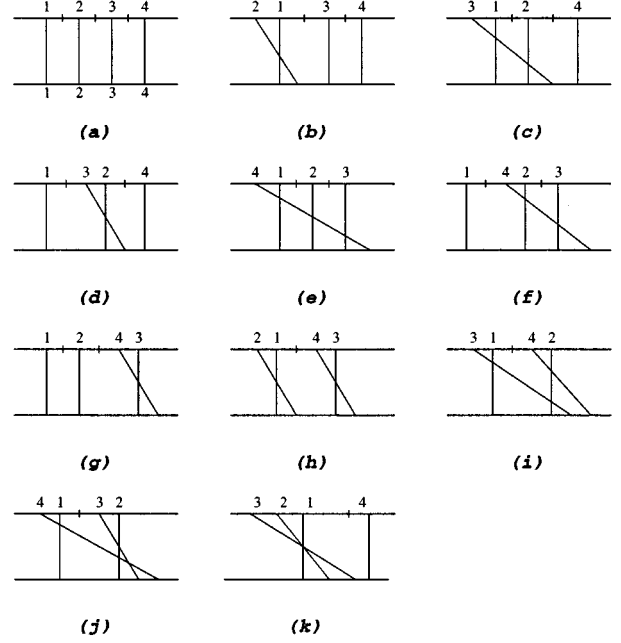 1 2 3 4 2 1 3 4 3 1 2 4
1 2 3 4
(a) (b) (c)
1 3 2 4 4 1 2 3 1 4 2 3
(d) (e) (f)
1 2 4 3 2 1 4 3 3 1 4 2
(g) (h) (i)
4 1 3 2 3 2 1 4
(j) (k)